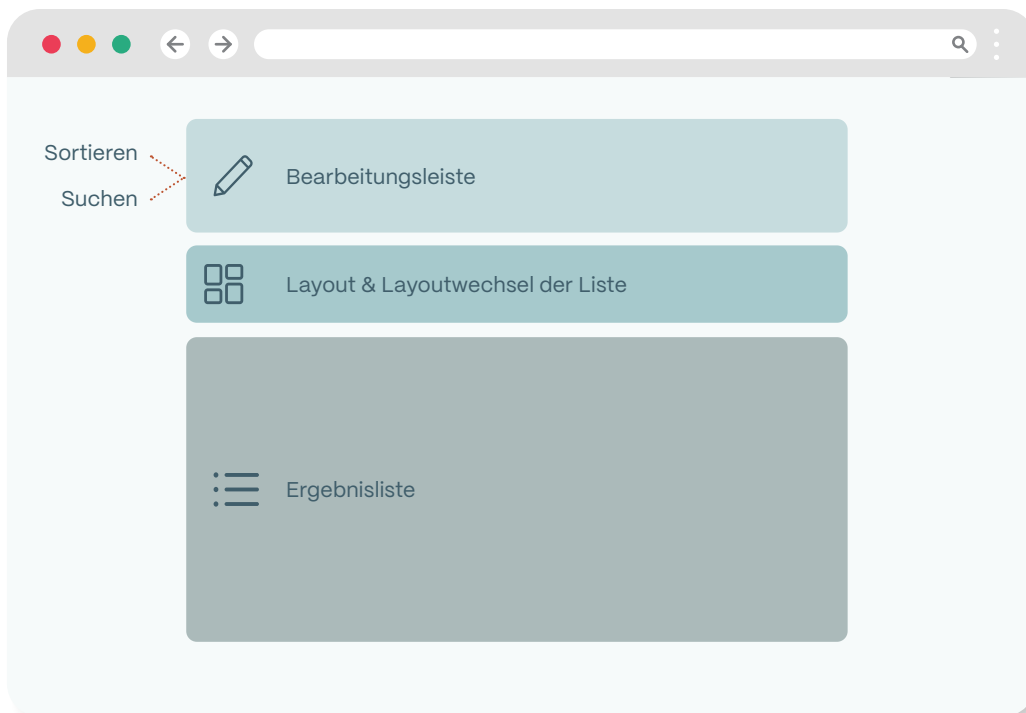 Sortieren
Suchen
Bearbeitungsleiste
Layout & Layoutwechsel der Liste
Ergebnisliste